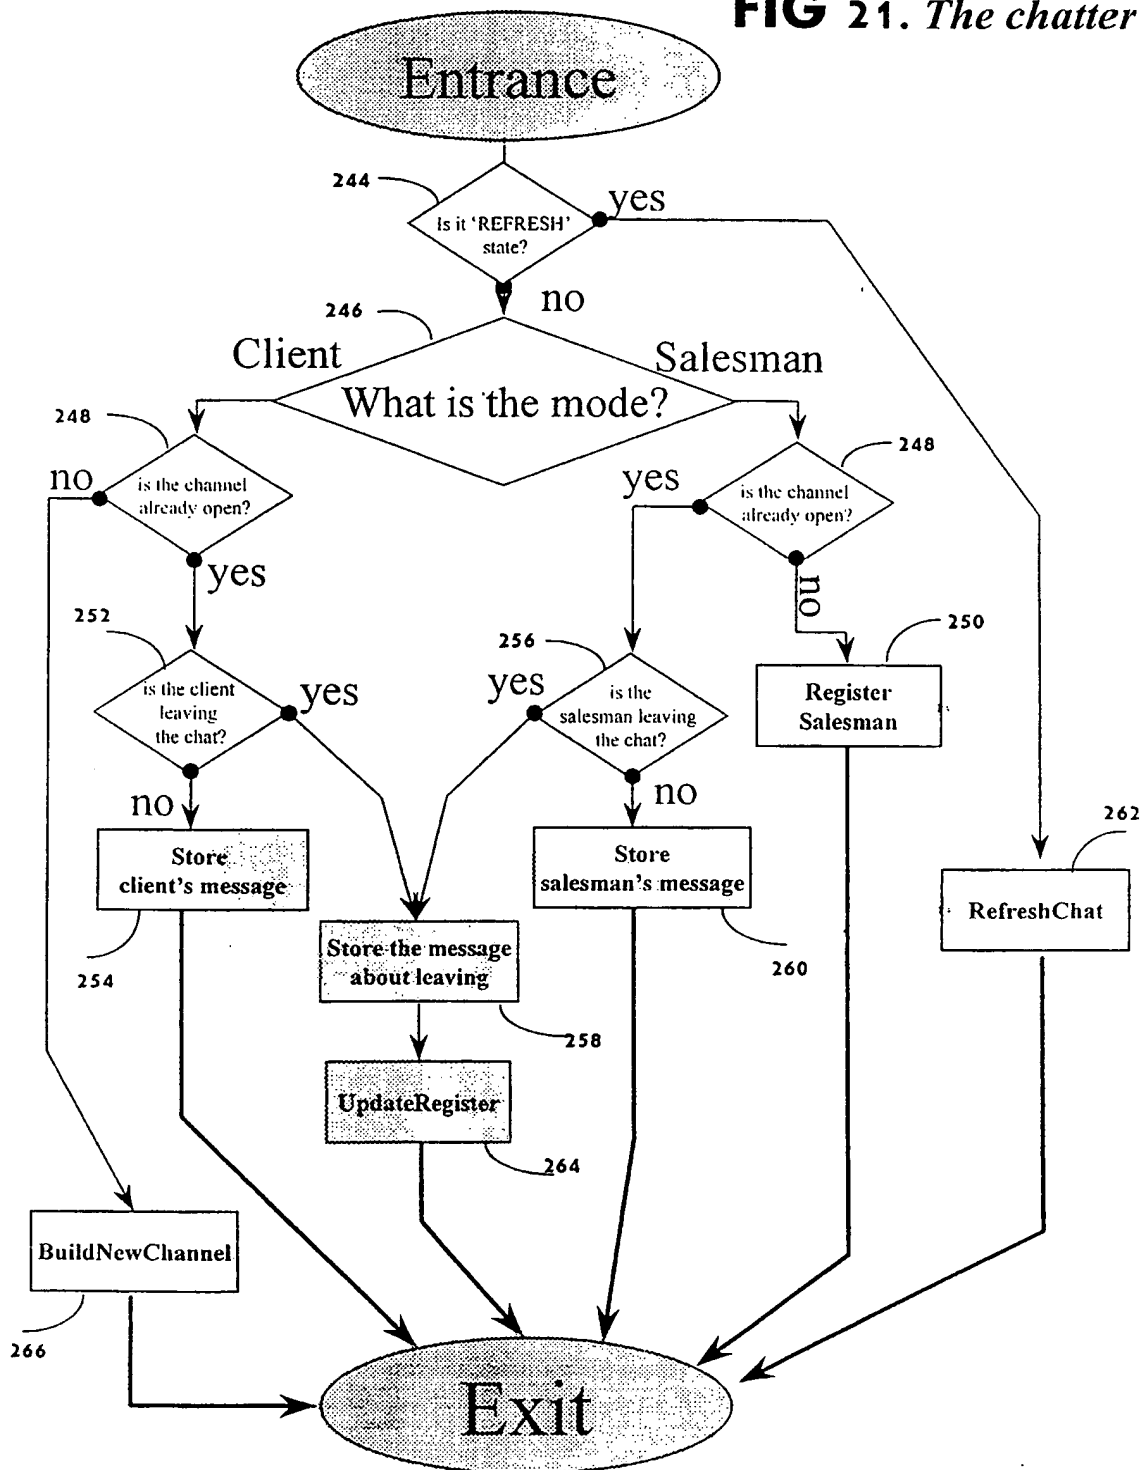 FIG 21. The chatter
Entrance
244
yes
Is it 'REFRESH'
state?
246
no
Client
Salesman
What is the mode?
248
248
no
is the channel
already open?
yes
is the channel
already open?
yes
no
252
256
250
is the client
leaving
the chat?
yes
yes
is the
salesman leaving
the chat?
Register
Salesman
no
no
262
Store
client's message
Store
salesman's message
RefreshChat
254
Store the message
about leaving
260
258
UpdateRegister
264
BuildNewChannel
266
Exit